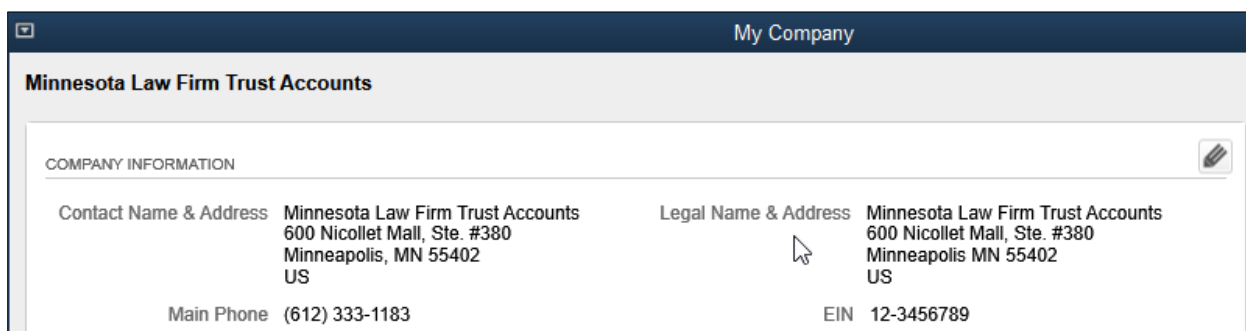 My Company
Minnesota Law Firm Trust Accounts
COMPANY INFORMATION
Contact Name & Address Minnesota Law Firm Trust Accounts
600 Nicollet Mall, Ste. #380
Minneapolis, MN 55402
US
Main Phone (612) 333-1183
Legal Name & Address Minnesota Law Firm Trust Accounts
600 Nicollet Mall, Ste. #380
Minneapolis MN 55402
US
EIN 12-3456789